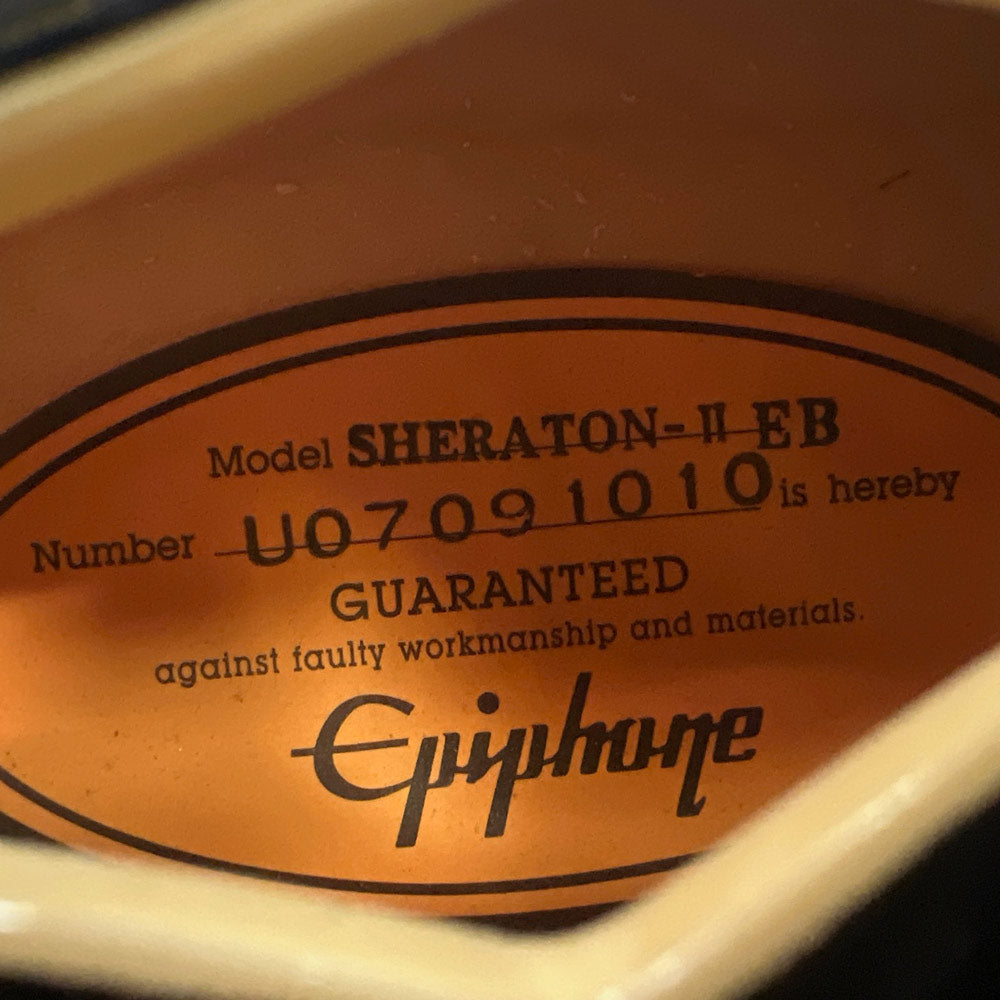 Model SHERATON-II EB
Number U07091010 is hereby
GUARANTEED
against faulty workmanship and materials.
Epiphone